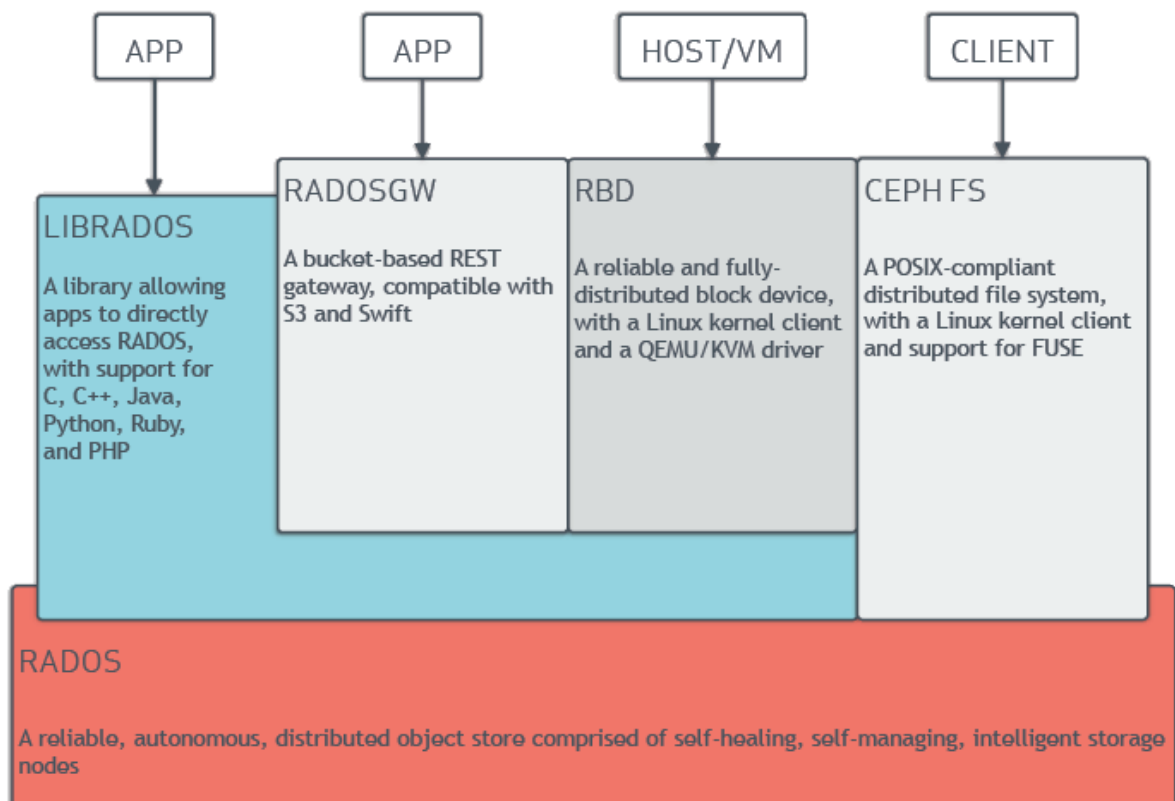 APP
APP
HOST/VM
CLIENT
LIBRADOS
A library allowing
apps to directly
access RADOS,
with support for
C, C++, Java,
Python, Ruby,
and PHP
RADOSGW
A bucket-based REST
gateway, compatible with
S3 and Swift
RBD
A reliable and fully-
distributed block device,
with a Linux kernel client
and a QEMU/KVM driver
CEPH FS
A POSIX-compliant
distributed file system,
with a Linux kernel client
and support for FUSE
RADOS
A reliable, autonomous, distributed object store comprised of self-healing, self-managing, intelligent storage
nodes